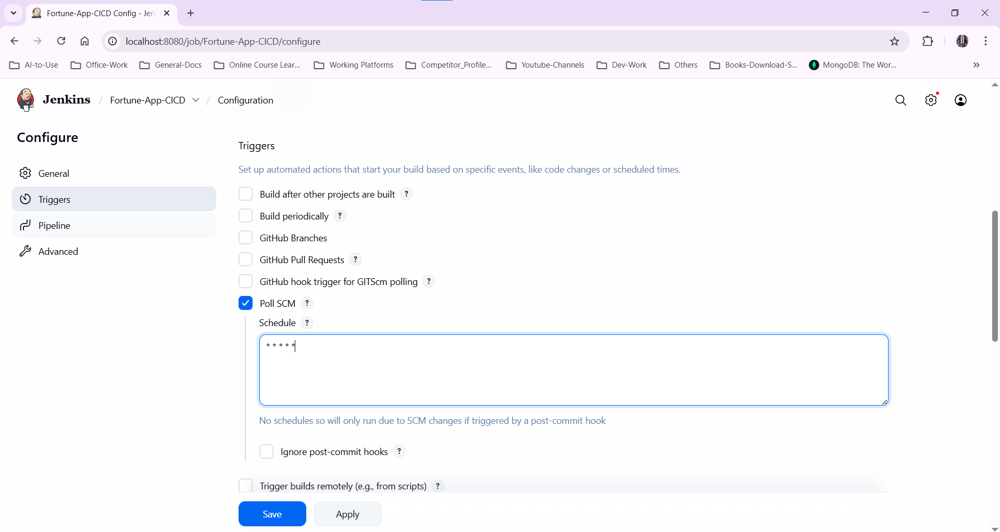 Fortune-App-CICD Config - Jen
localhost:8080/job/Fortune-App-CICD/configure
AI-to-Use
Office-Work
General-Docs
Online Course Lear...
Working Platforms
Competitor_Profile...
Youtube-Channels
Dev-Work
Others
Books-Download-S...
MongoDB: The Wor...
»
Jenkins / Fortune-App-CICD / Configuration
Configure
General
Triggers
Pipeline
Advanced
Triggers
Set up automated actions that start your build based on specific events, like code changes or scheduled times.
Build after other projects are built ?
Build periodically ?
GitHub Branches
GitHub Pull Requests ?
GitHub hook trigger for GITScm polling ?
Poll SCM ?
Schedule ?
* * * * *
No schedules so will only run due to SCM changes if triggered by a post-commit hook
Ignore post-commit hooks ?
Trigger builds remotely (e.g., from scripts) ?
Save
Apply